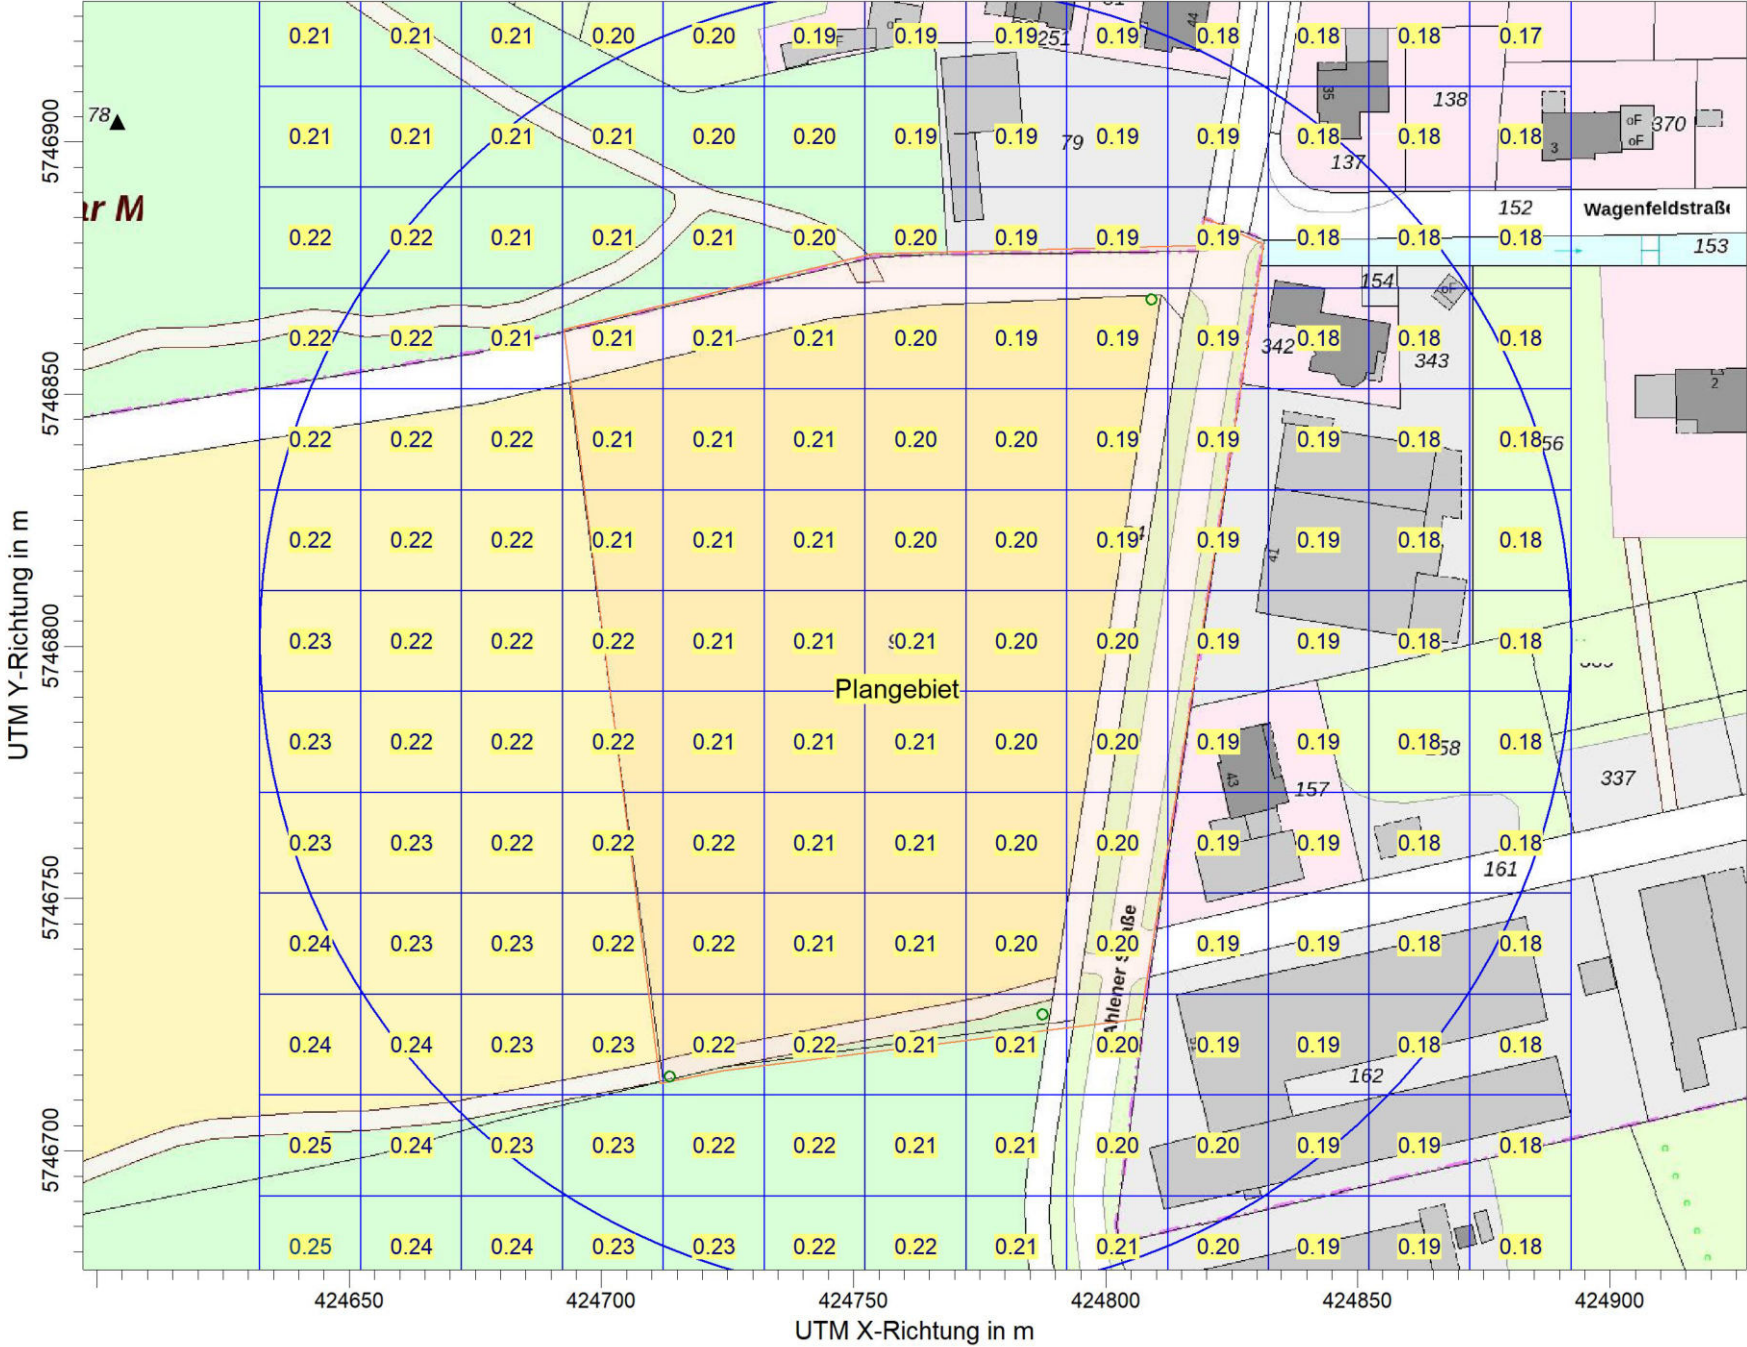 0.21 0.21 0.21 0.20 0.20 0.19 0.19 0.19 251 0.19 44 0.18 0.18 0.18 0.17
78 35 138 oF 370
0.21 0.21 0.21 0.21 0.20 0.20 0.19 0.19 79 0.19 0.19 0.18 0.18 0.18 3 oF
137
ar M 152 Wagenfeldstraße
0.22 0.22 0.21 0.21 0.21 0.20 0.20 0.19 0.19 0.19 0.18 0.18 0.18 153
154 oF
0.22 0.22 0.21 0.21 0.21 0.21 0.20 0.19 0.19 0.19 342 0.18 0.18 343 0.18
2
0.22 0.22 0.22 0.21 0.21 0.21 0.20 0.20 0.19 0.19 0.19 0.18 0.18 56
0.22 0.22 0.22 0.21 0.21 0.21 0.20 0.20 0.19 0.19 41 0.19 0.18 0.18
0.23 0.22 0.22 0.22 0.21 0.21 0.21 0.20 0.20 0.19 0.19 0.18 0.18
Plangebiet
0.23 0.22 0.22 0.22 0.21 0.21 0.21 0.20 0.20 0.19 0.19 0.18 58 0.18
43 157 337
0.23 0.23 0.22 0.22 0.22 0.21 0.21 0.20 0.20 0.19 0.19 0.18 0.18
161
0.24 0.23 0.23 0.22 0.22 0.21 0.21 0.20 0.20 0.19 0.19 0.18 0.18
Ahlener
0.24 0.24 0.23 0.23 0.22 0.22 0.21 0.21 0.20 0.19 0.19 0.18 0.18
162
0.25 0.24 0.23 0.23 0.22 0.22 0.21 0.21 0.20 0.20 0.19 0.19 0.18
0.25 0.24 0.24 0.23 0.23 0.22 0.22 0.21 0.21 0.20 0.19 0.19 0.18
5746900
5746850
5746800
5746750
5746700
UTM Y-Richtung in m
424650 424700 424750 424800 424850 424900
UTM X-Richtung in m